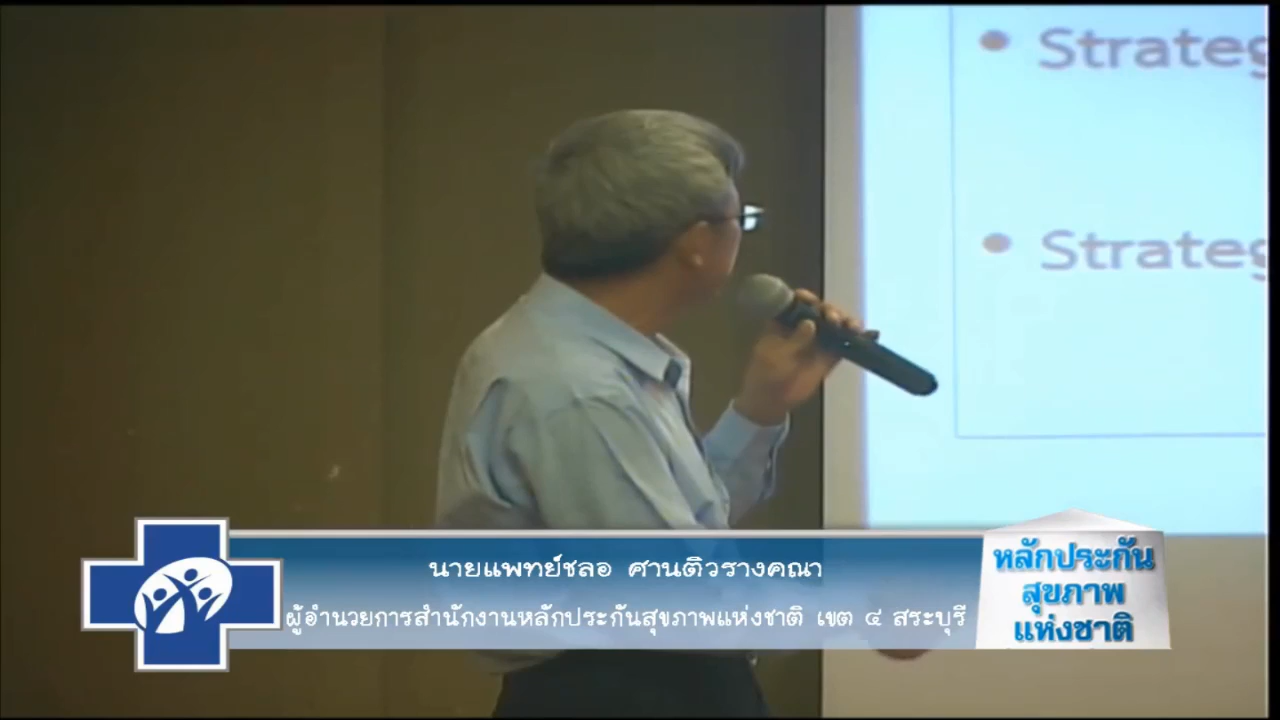 • Strateg
• Strateg
นายแพทย์ชลอ ศานติวรางคณา
ผู้อำนวยการสำนักงานหลักประกันสุขภาพแห่งชาติ เขต ๔ สระบุรี
หลักประกัน
สุขภาพ
แห่งชาติ